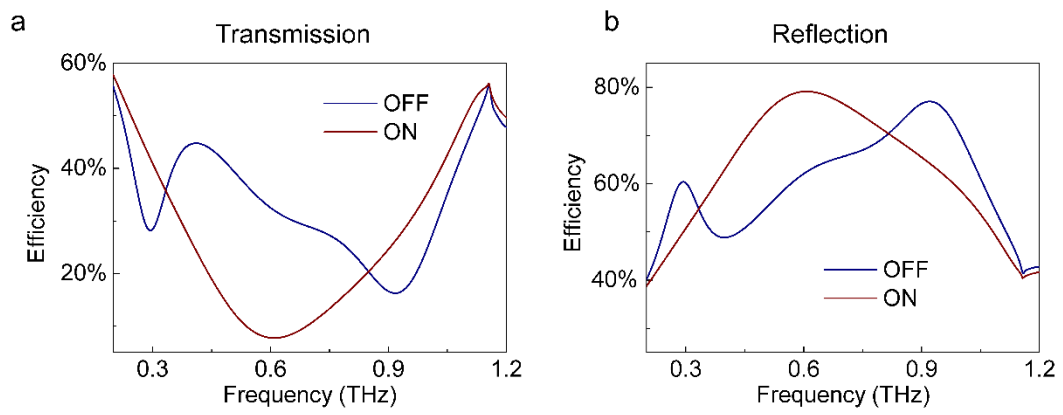 a
Transmission
60%
40%
20%
Efficiency
OFF
ON
0.3
0.6
0.9
1.2
Frequency (THz)
b
Reflection
80%
60%
40%
Efficiency
OFF
ON
0.3
0.6
0.9
1.2
Frequency (THz)